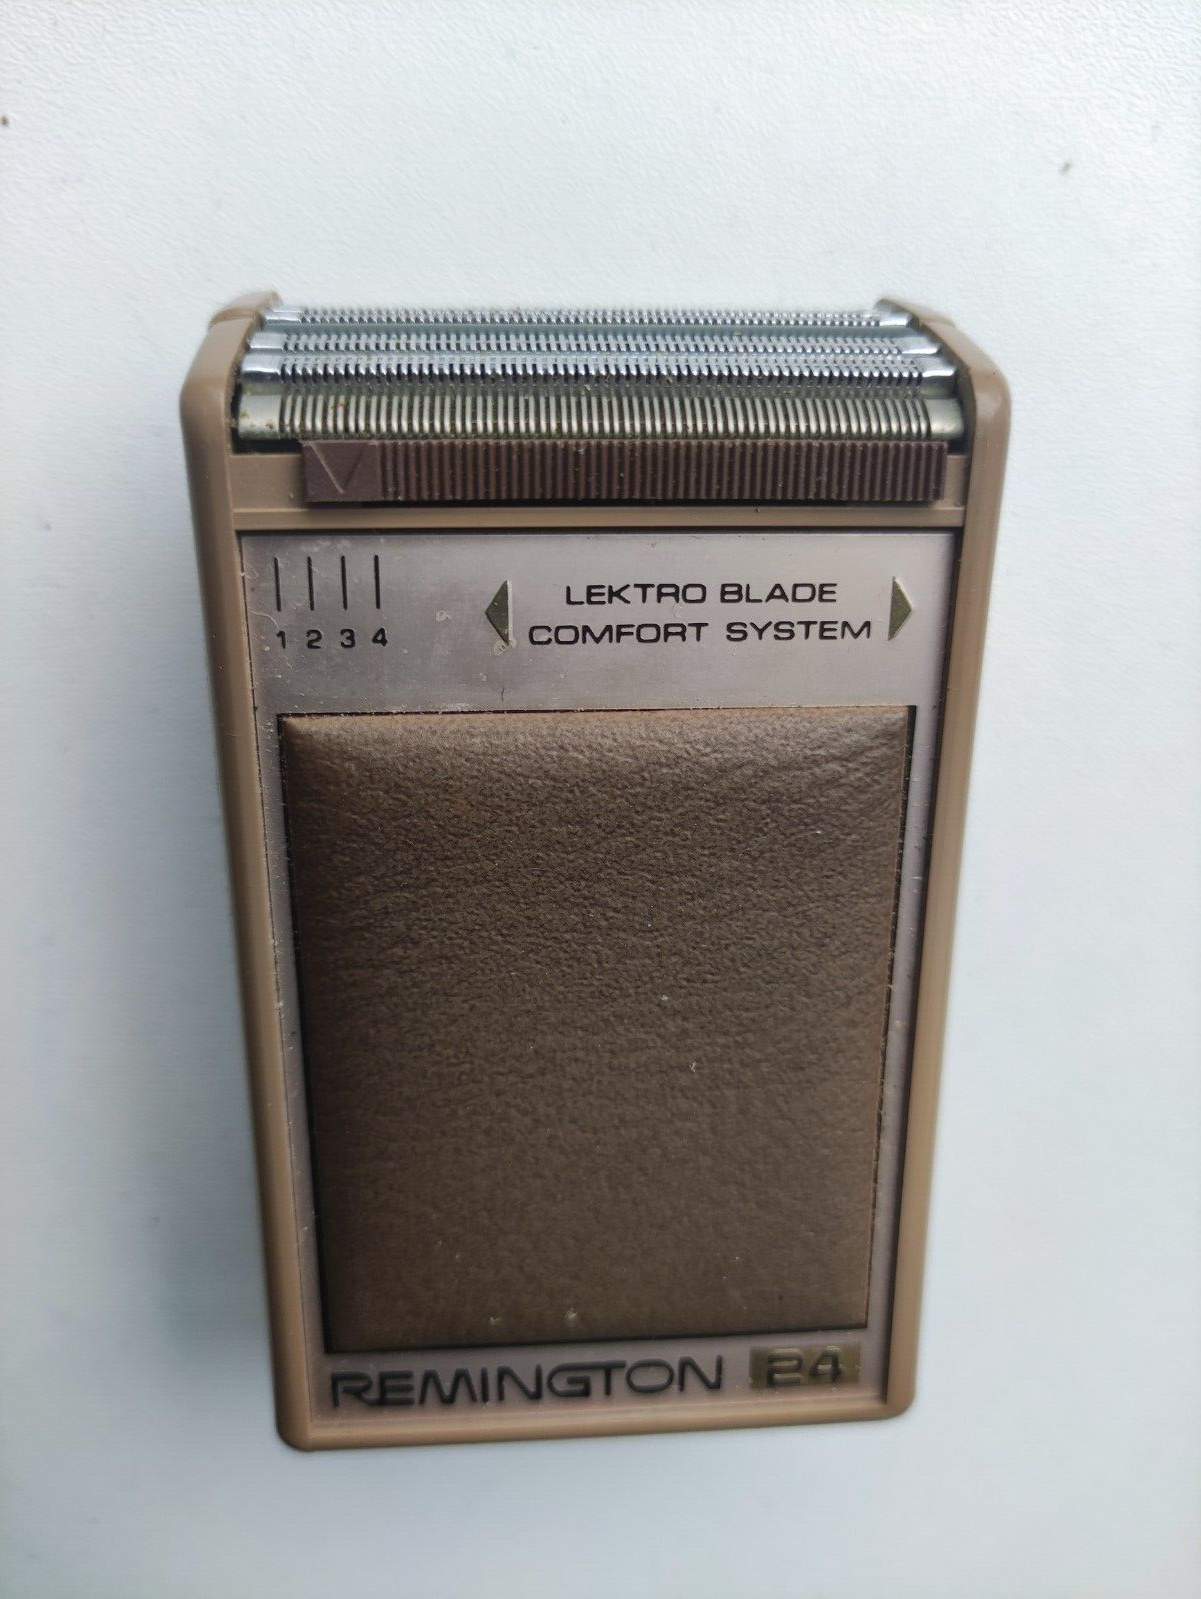 1 2 3 4
LEKTRO BLADE
COMFORT SYSTEM
REMINGTON 24